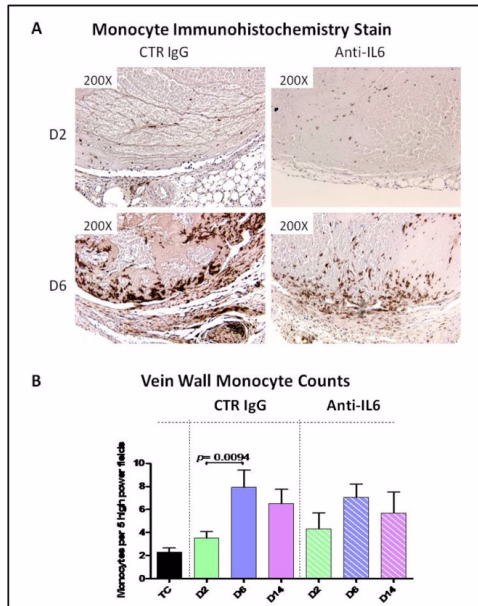 A Monocyte Immunohistochemistry Stain
CTR IgG Anti-IL6
200X 200X
D2
200X 200X
D6
B Vein Wall Monocyte Counts
CTR IgG Anti-IL6
p= 0.0094
Monocytes per 5 High power fields
10
8
6
4
2
0
TC D2 D6 D14 D2 D6 D14